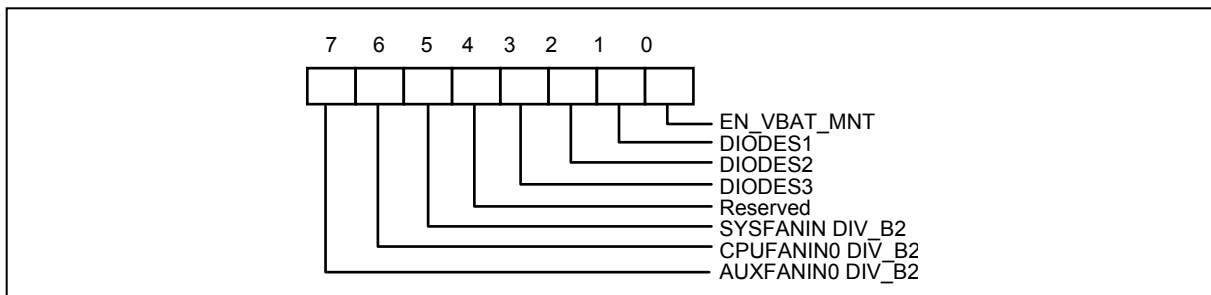 7 6 5 4 3 2 1 0
EN_VBAT_MNT
DIODES1
DIODES2
DIODES3
Reserved
SYSFANIN DIV_B2
CPUFANIN0 DIV_B2
AUXFANIN0 DIV_B2